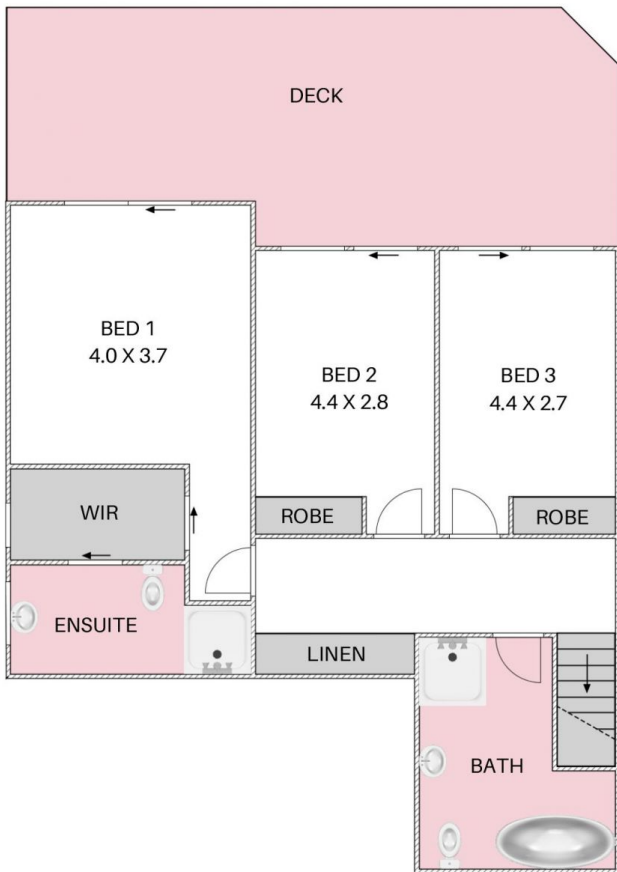 DECK
BED 1
4.0 X 3.7
BED 2
4.4 X 2.8
BED 3
4.4 X 2.7
WIR
ROBE
ROBE
ENSUITE
LINEN
BATH